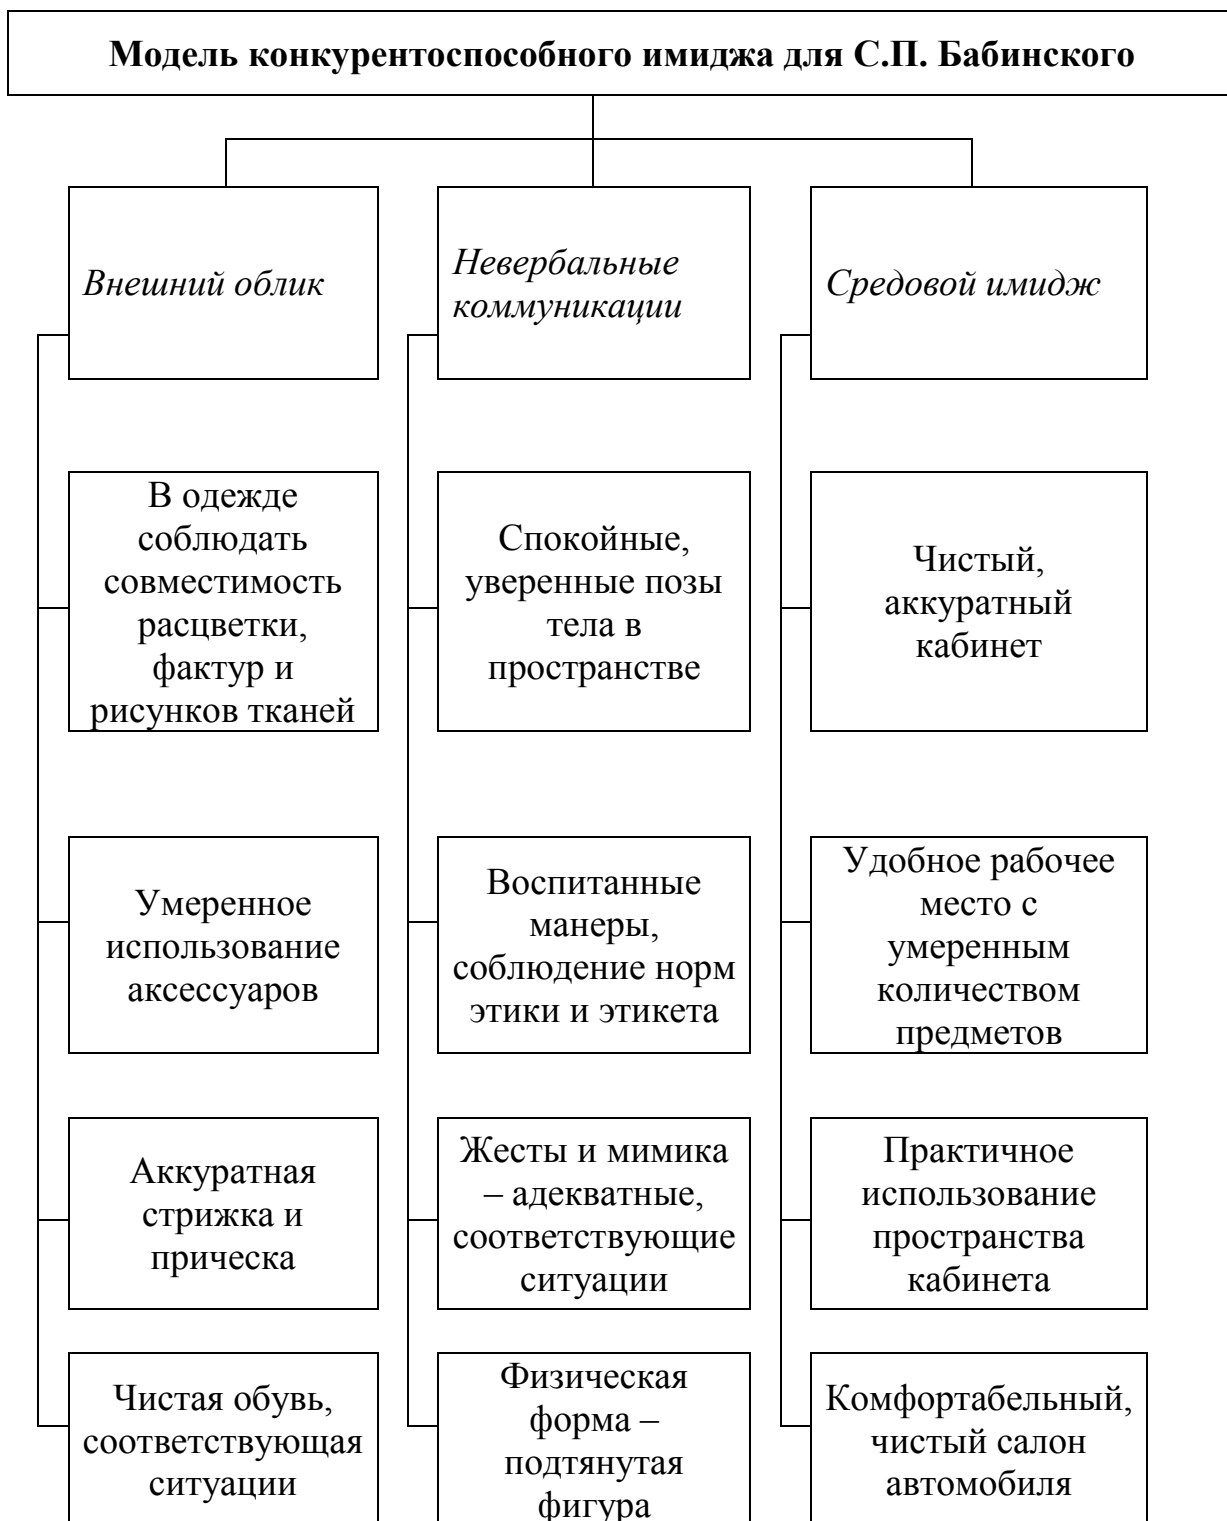 Модель конкурентоспособного имиджа для С.П. Бабинского
Внешний облик
Невербальные
коммуникации
Средовой имидж
В одежде
соблюдать
совместимость
расцветки,
фактур и
рисунков тканей
Спокойные,
уверенные позы
тела в
пространстве
Чистый,
аккуратный
кабинет
Умеренное
использование
аксессуаров
Воспитанные
манеры,
соблюдение норм
этики и этикета
Удобное рабочее
место с
умеренным
количеством
предметов
Аккуратная
стрижка и
прическа
Жесты и мимика
– адекватные,
соответствующие
ситуации
Практичное
использование
пространства
кабинета
Чистая обувь,
соответствующая
ситуации
Физическая
форма –
подтянутая
фигура
Комфортабельный,
чистый салон
автомобиля